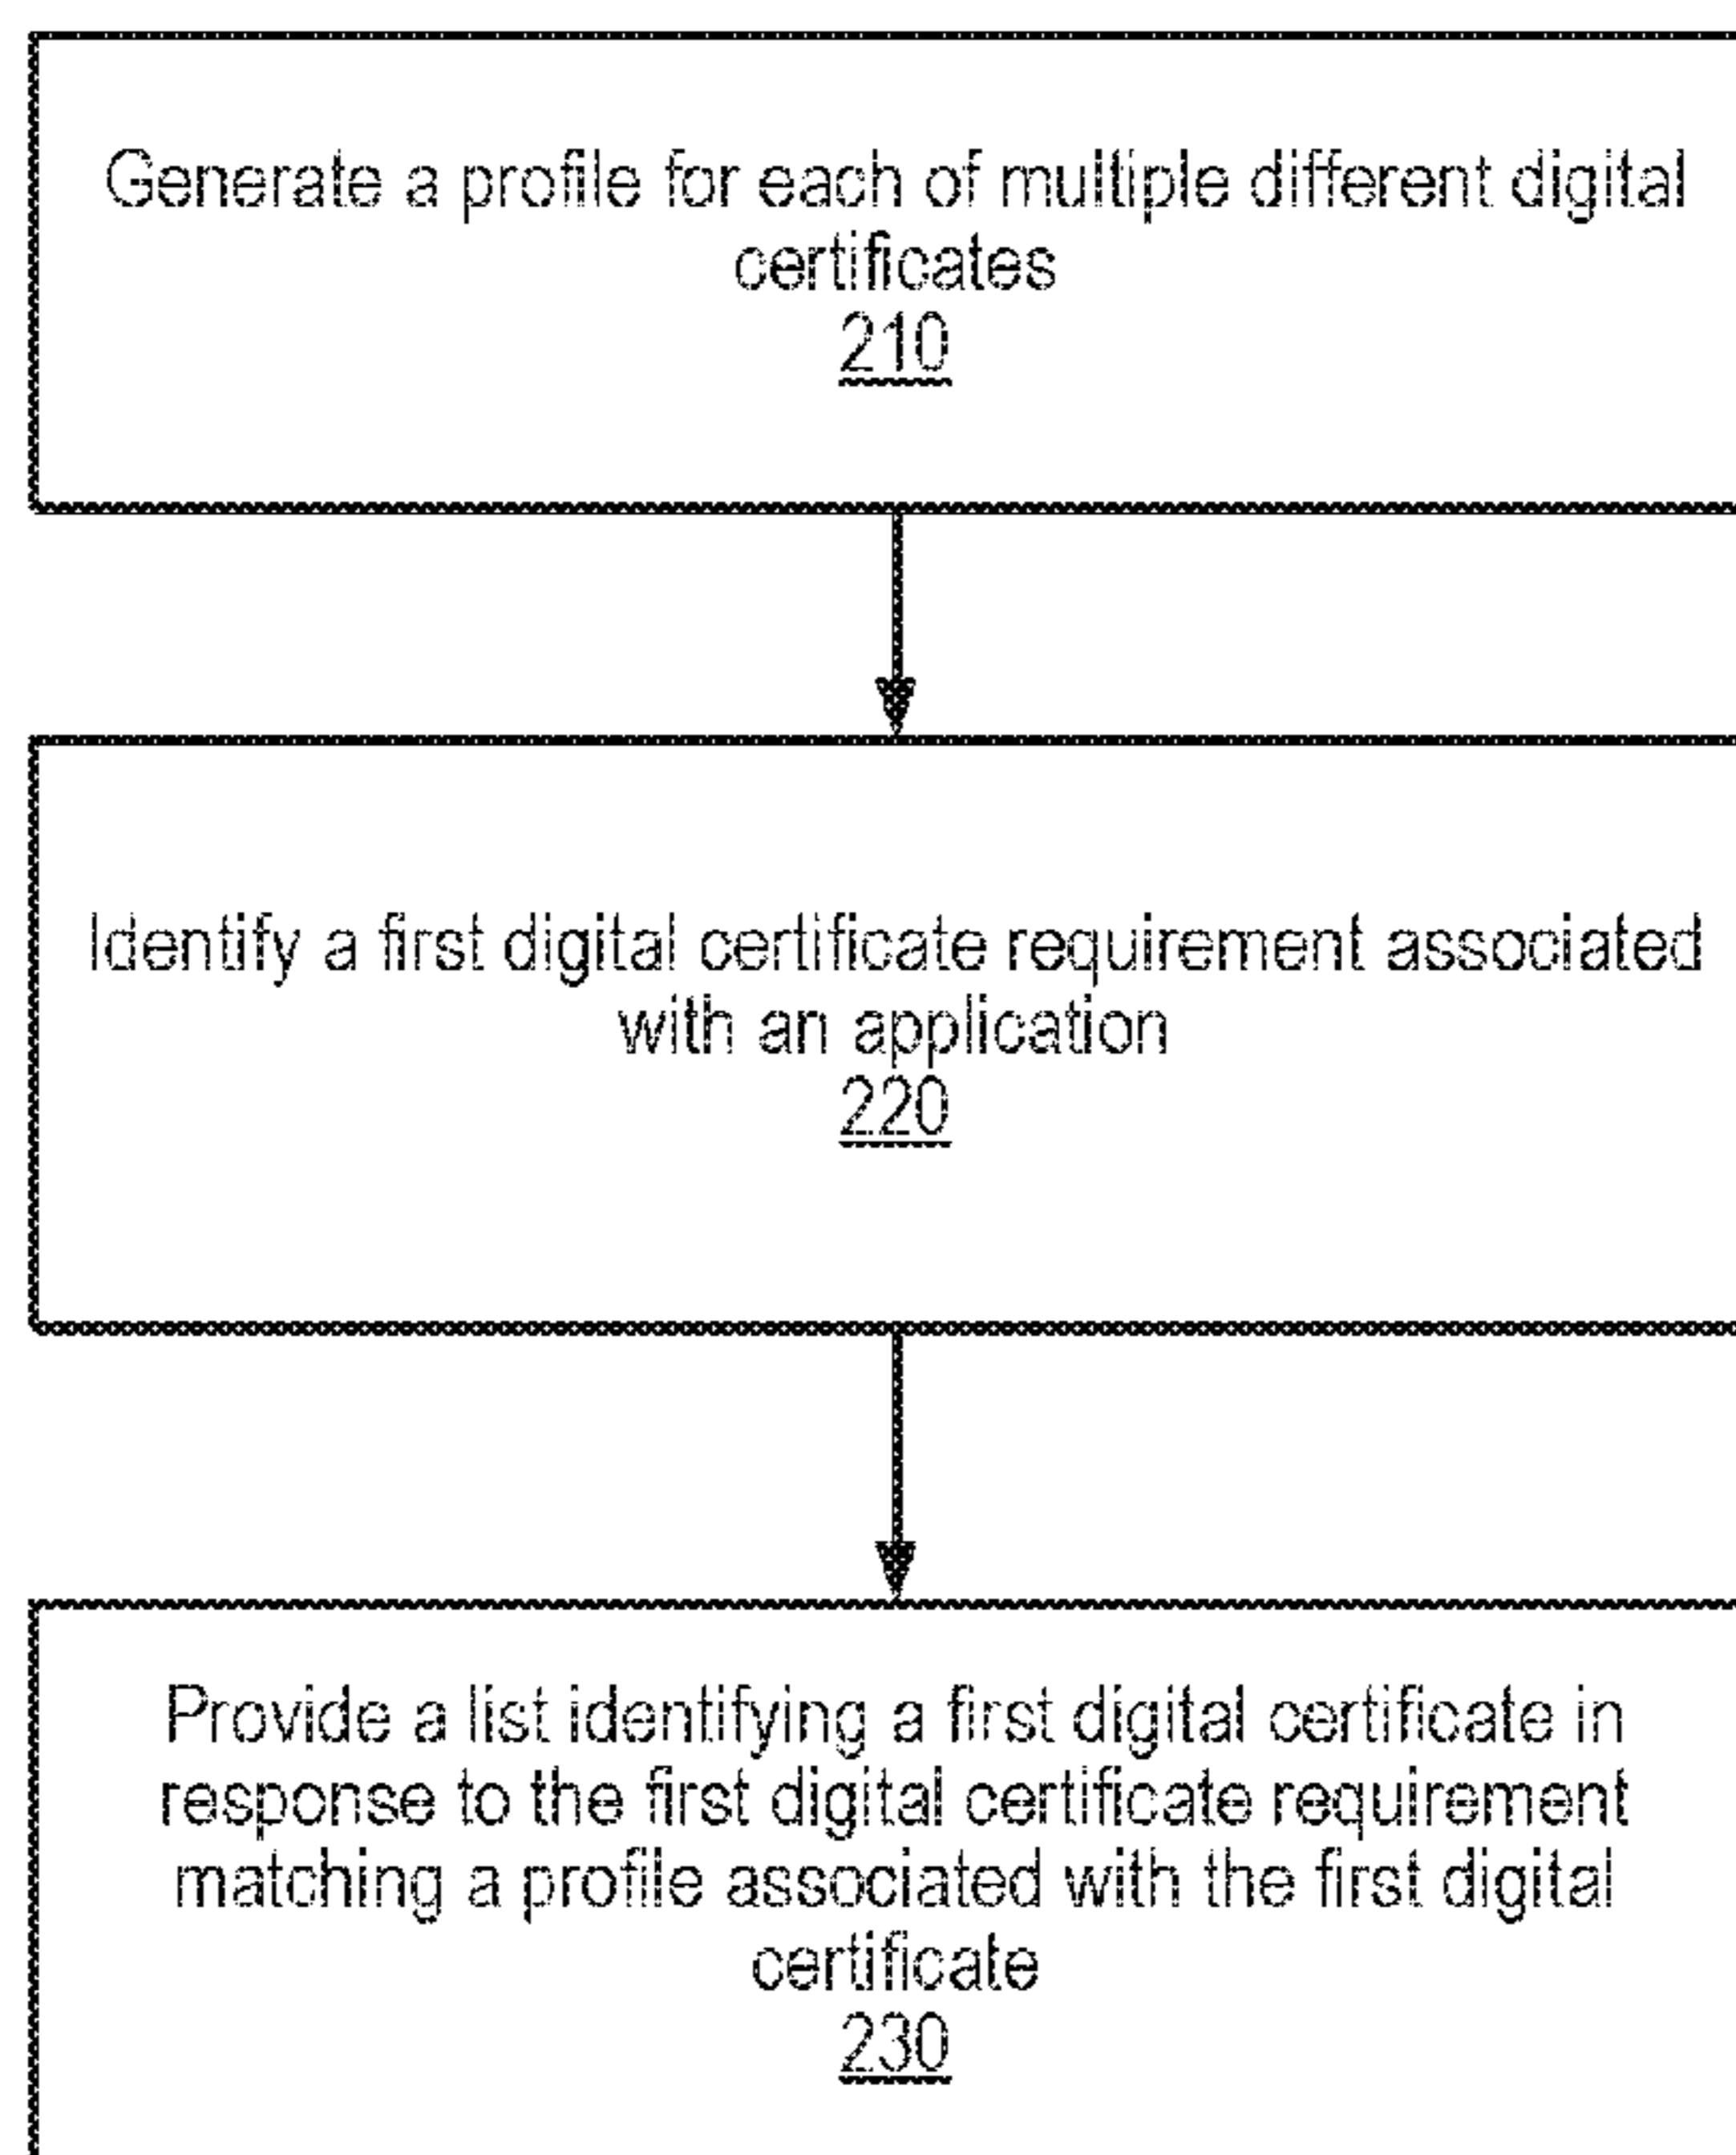 Generate a profile for each of multiple different digital
certificates
210
Identify a first digital certificate requirement associated
with an application
220
Provide a list identifying a first digital certificate in
response to the first digital certificate requirement
matching a profile associated with the first digital
certificate
230